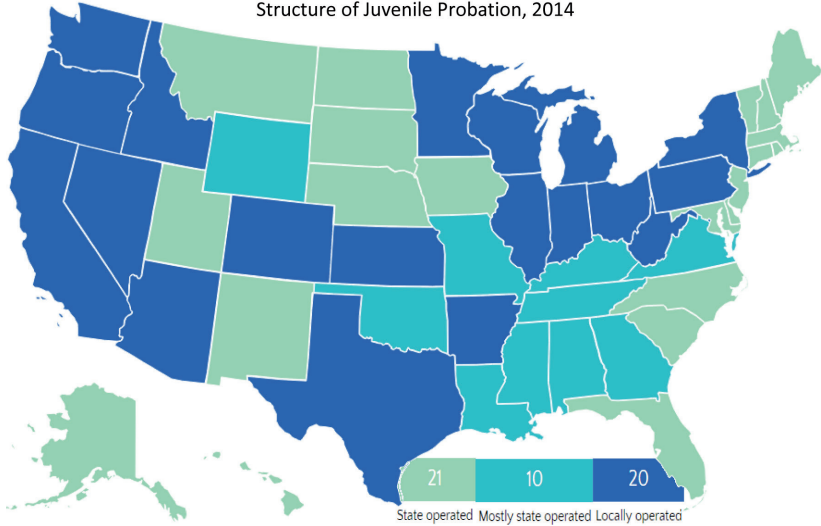 Structure of Juvenile Probation, 2014
21 10 20
State operated Mostly state operated Locally operated